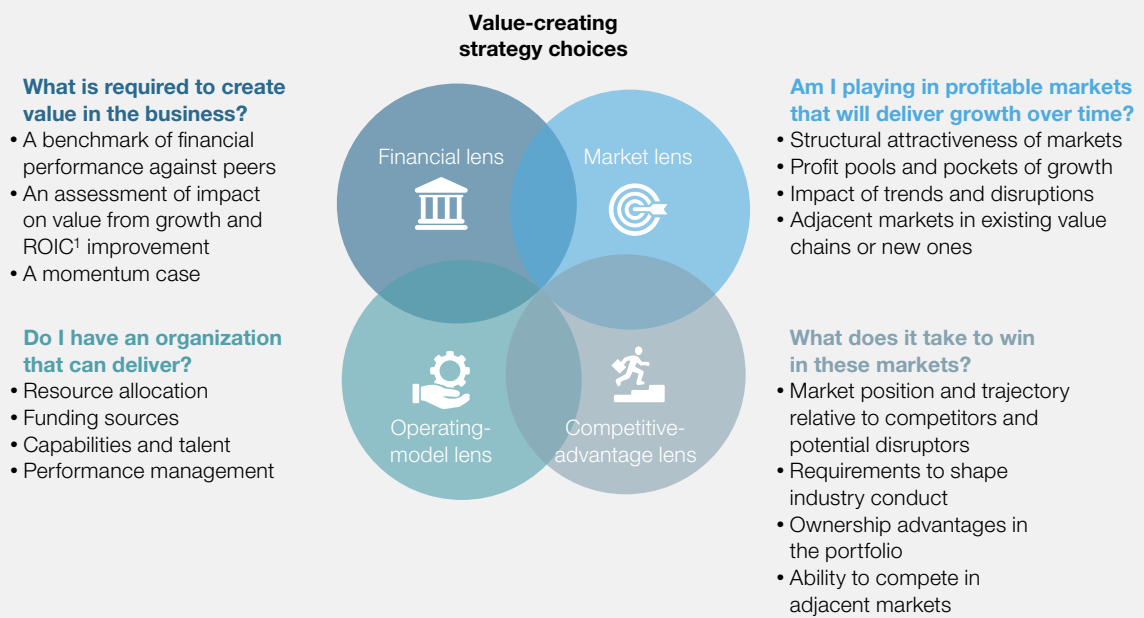 Value-creating
strategy choices
What is required to create
value in the business?
• A benchmark of financial
performance against peers
• An assessment of impact
on value from growth and
ROIC¹ improvement
• A momentum case
Financial lens
Market lens
Am I playing in profitable markets
that will deliver growth over time?
• Structural attractiveness of markets
• Profit pools and pockets of growth
• Impact of trends and disruptions
• Adjacent markets in existing value
chains or new ones
Do I have an organization
that can deliver?
• Resource allocation
• Funding sources
• Capabilities and talent
• Performance management
Operating-
model lens
Competitive-
advantage lens
What does it take to win
in these markets?
• Market position and trajectory
relative to competitors and
potential disruptors
• Requirements to shape
industry conduct
• Ownership advantages in
the portfolio
• Ability to compete in
adjacent markets